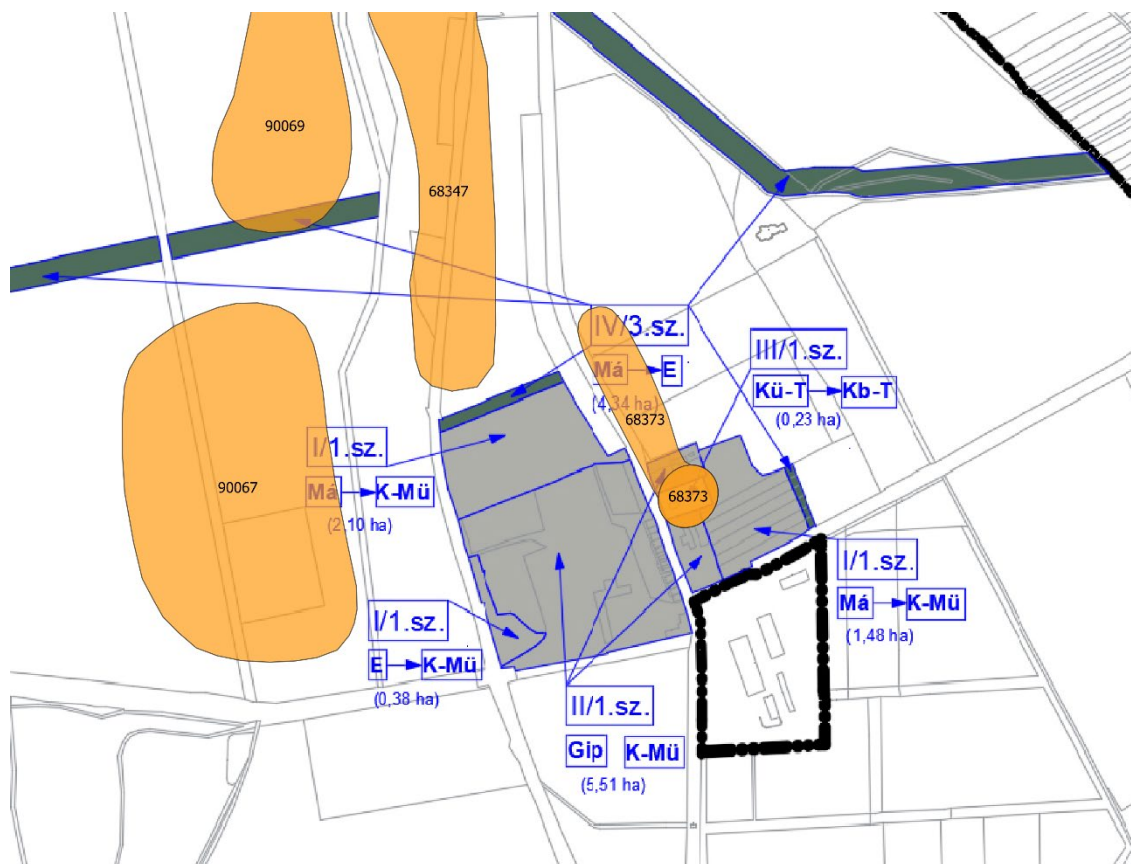 90069
68347
IV/3.sz.
Má E
(4,34 ha)
68373
III/1.sz.
Kü-T Kb-T
(0,23 ha)
I/1.sz.
Má K-Mü
(2,10 ha)
90067
68373
I/1.sz.
Má K-Mü
(1,48 ha)
I/1.sz.
E K-Mü
(0,38 ha)
II/1.sz.
Gip K-Mü
(5,51 ha)